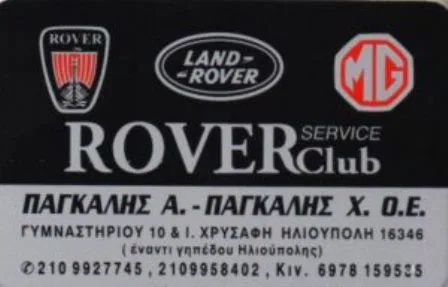 ROVER
LAND-
-ROVER
MG
ROVER SERVICE Club
ΠΑΓΚΑΛΗΣ Α. - ΠΑΓΚΑΛΗΣ Χ. Ο.Ε.
ΓΥΜΝΑΣΤΗΡΙΟΥ 10 & Ι. ΧΡΥΣΑΦΗ ΗΛΙΟΥΠΟΛΗ 16346
(έναντι γηπέδου Ηλιούπολης)
✆210 9927745, 2109958402, Κιν. 6978 159535